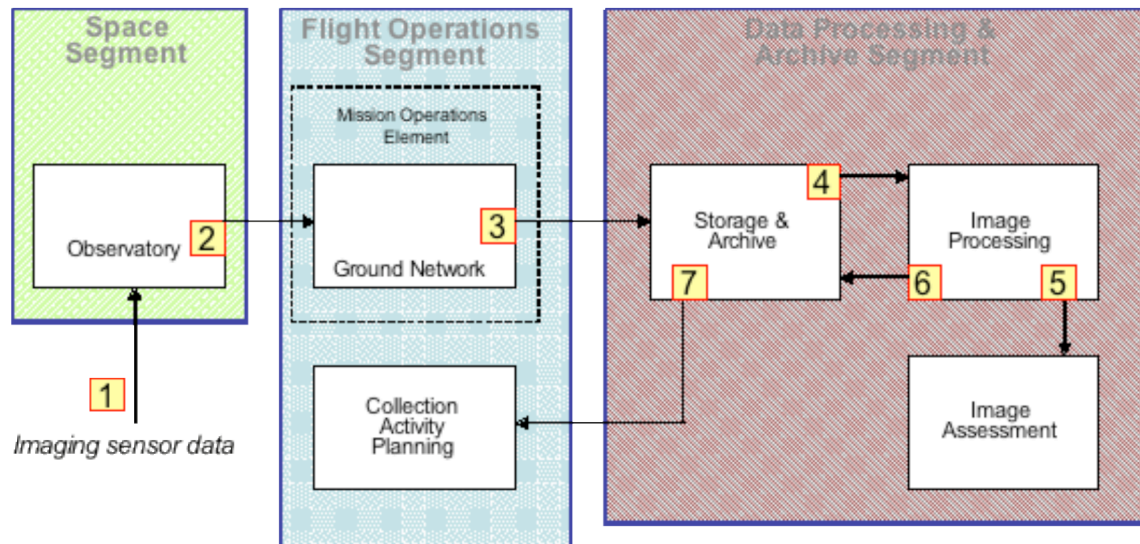 Space
Segment
Flight Operations
Segment
Data Processing &
Archive Segment
Mission Operations
Element
Observatory
2
Ground Network
3
Storage &
Archive
4
7
Image
Processing
6
5
Collection
Activity
Planning
Image
Assessment
1
Imaging sensor data